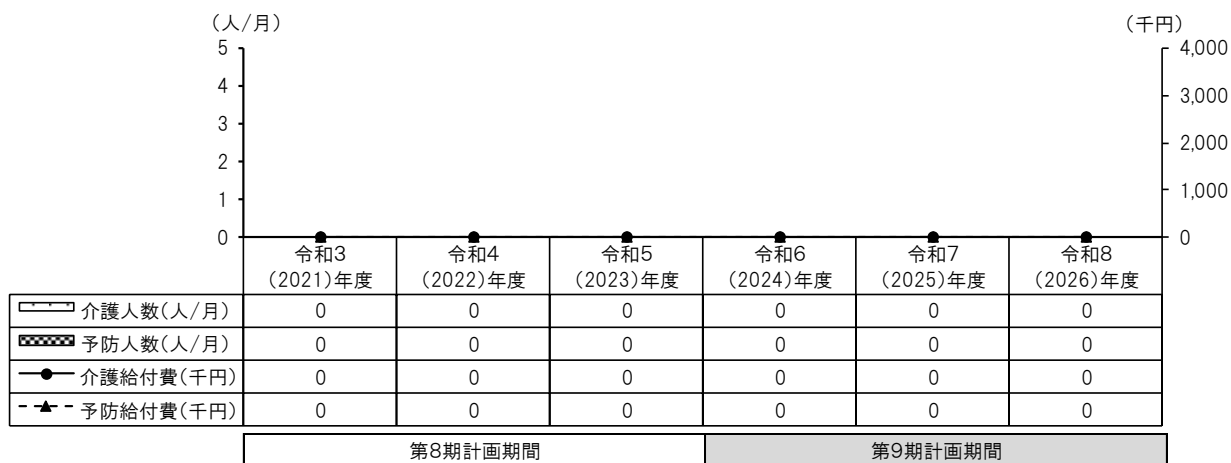 (人/月)
(千円)
5
4
3
2
1
0
4,000
3,000
2,000
1,000
0
令和3
(2021)年度
令和4
(2022)年度
令和5
(2023)年度
令和6
(2024)年度
令和7
(2025)年度
令和8
(2026)年度
介護人数(人/月) 0 0 0 0 0 0
予防人数(人/月) 0 0 0 0 0 0
介護給付費(千円) 0 0 0 0 0 0
予防給付費(千円) 0 0 0 0 0 0
第8期計画期間 第9期計画期間